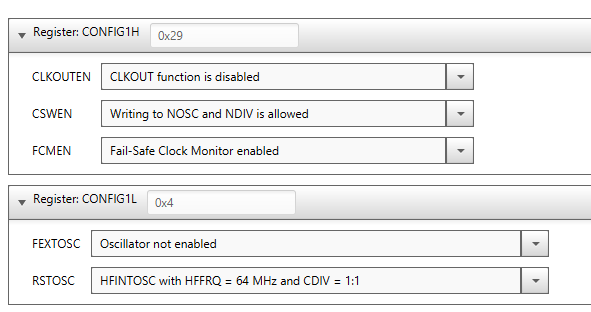 Register: CONFIG1H 0x29
CLKOUTEN CLKOUT function is disabled
CSWEN Writing to NOSC and NDIV is allowed
FCMEN Fail-Safe Clock Monitor enabled
Register: CONFIG1L 0x4
FEXTOSC Oscillator not enabled
RSTOSC HFINTOSC with HFFRQ = 64 MHz and CDIV = 1:1